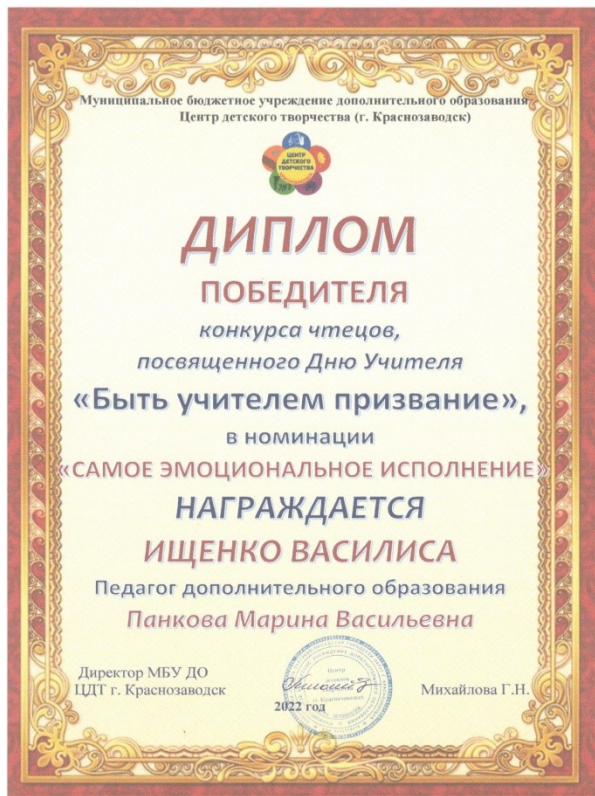 Муниципальное бюджетное учреждение дополнительного образования
Центр детского творчества (г. Краснозаводск)
ЦЕНТР
ДЕТСКОГО
ТВОРЧЕСТВА
ДИПЛОМ
ПОБЕДИТЕЛЯ
конкурса чтецов,
посвященного Дню Учителя
«Быть учителем призвание»,
в номинации
«САМОЕ ЭМОЦИОНАЛЬНОЕ ИСПОЛНЕНИЕ»
НАГРАЖДАЕТСЯ
ИЩЕНКО ВАСИЛИСА
Педагог дополнительного образования
Панкова Марина Васильевна
Директор МБУ ДО
ЦДТ г. Краснозаводск
Михайлова Г.Н.
2022 год
Центр